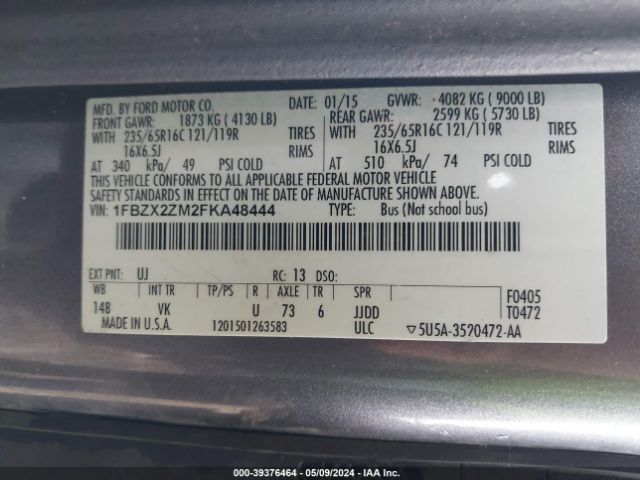 MFD. BY FORD MOTOR CO. DATE: 01/15 GVWR: 4082 KG ( 9000 LB)
FRONT GAWR: 1873 KG ( 4130 LB) REAR GAWR: 2599 KG ( 5730 LB)
WITH 235/65R16C 121/119R TIRES WITH 235/65R16C 121/119R TIRES
16X6.5J RIMS 16X6.5J RIMS
AT 340 kPa/ 49 PSI COLD AT 510 kPa/ 74 PSI COLD
THIS VEHICLE CONFORMS TO ALL APPLICABLE FEDERAL MOTOR VEHICLE
SAFETY STANDARDS IN EFFECT ON THE DATE OF MANUFACTURE SHOWN ABOVE.
VIN: 1FBZX2ZM2FKA48444 TYPE: Bus (Not school bus)
EXT PNT: UJ RC: 13 DSO:
WB INT TR TP/PS R AXLE TR SPR F0405
148 VK U 73 6 JJDD T0472
MADE IN U.S.A. 1201501263583 ULC 5U5A-3520472-AA
000-39376464 - 05/09/2024 - IAA Inc.